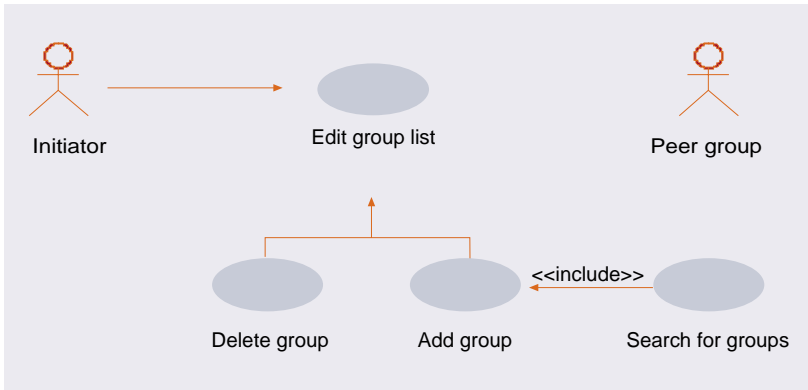 Initiator
Edit group list
Peer group
<<include>>
Delete group
Add group
Search for groups